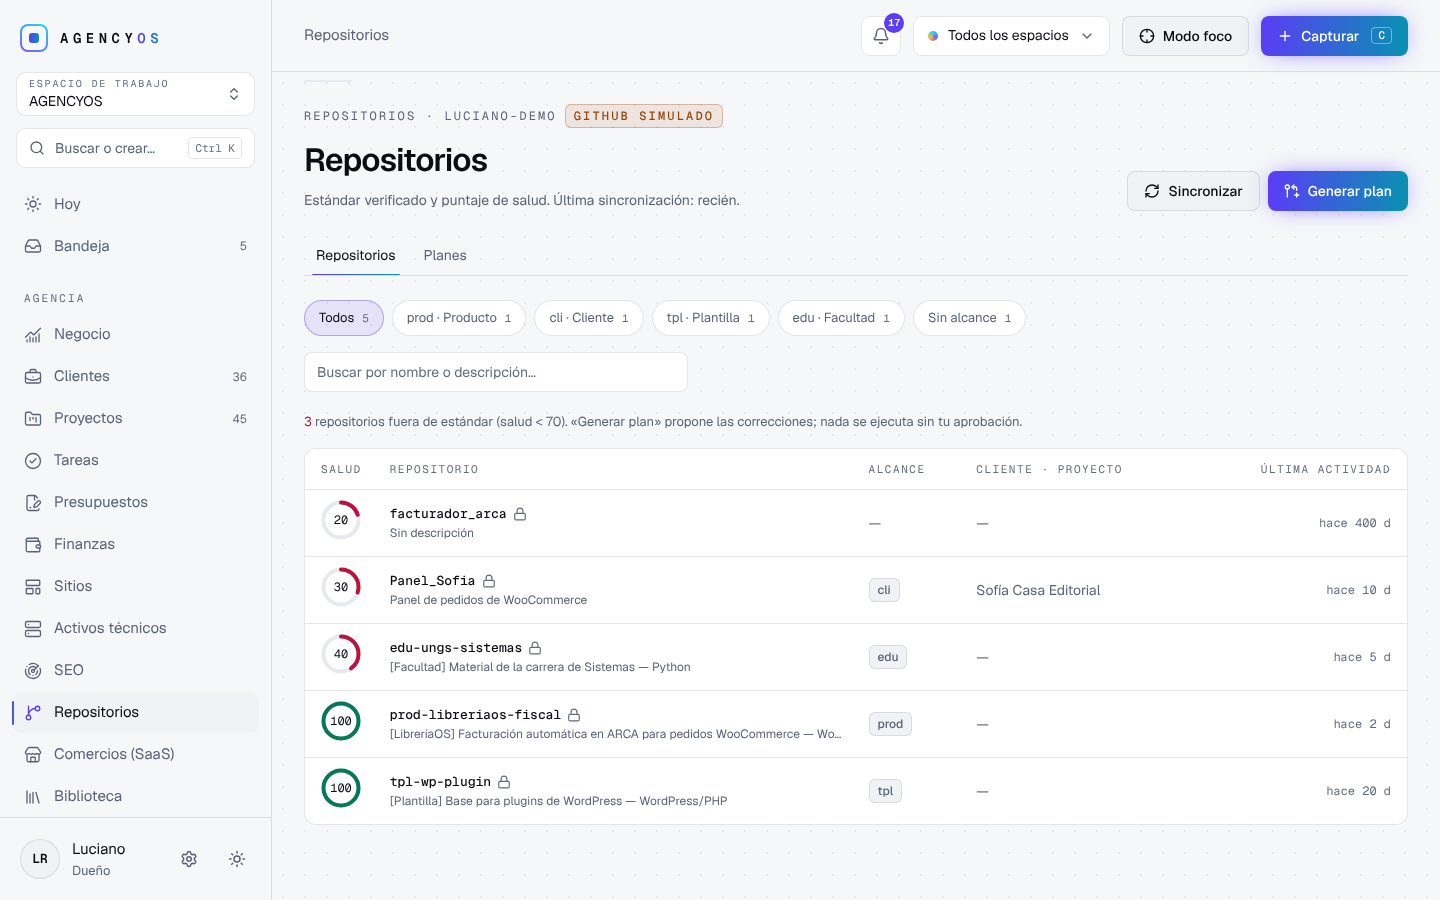 AGENCYOS
ESPACIO DE TRABAJO
AGENCYOS
Buscar o crear... Ctrl K
Hoy
Bandeja 5
AGENCIA
Negocio
Clientes 36
Proyectos 45
Tareas
Presupuestos
Finanzas
Sitios
Activos técnicos
SEO
Repositorios
Comercios (SaaS)
Biblioteca
LR Luciano
Dueño
Repositorios
17
Todos los espacios
Modo foco
Capturar C
REPOSITORIOS · LUCIANO-DEMO GITHUB SIMULADO
Repositorios
Estándar verificado y puntaje de salud. Última sincronización: recién.
Sincronizar
Generar plan
Repositorios Planes
Todos 5 prod · Producto 1 cli · Cliente 1 tpl · Plantilla 1 edu · Facultad 1 Sin alcance 1
Buscar por nombre o descripción...
3 repositorios fuera de estándar (salud < 70). «Generar plan» propone las correcciones; nada se ejecuta sin tu aprobación.
SALUD REPOSITORIO ALCANCE CLIENTE · PROYECTO ÚLTIMA ACTIVIDAD
20 facturador_arca — — hace 400 d
Sin descripción
30 Panel_Sofia cli Sofía Casa Editorial hace 10 d
Panel de pedidos de WooCommerce
40 edu-ungs-sistemas edu — hace 5 d
[Facultad] Material de la carrera de Sistemas — Python
100 prod-libreriaos-fiscal prod — hace 2 d
[LibreríaOS] Facturación automática en ARCA para pedidos WooCommerce — Wo...
100 tpl-wp-plugin tpl — hace 20 d
[Plantilla] Base para plugins de WordPress — WordPress/PHP